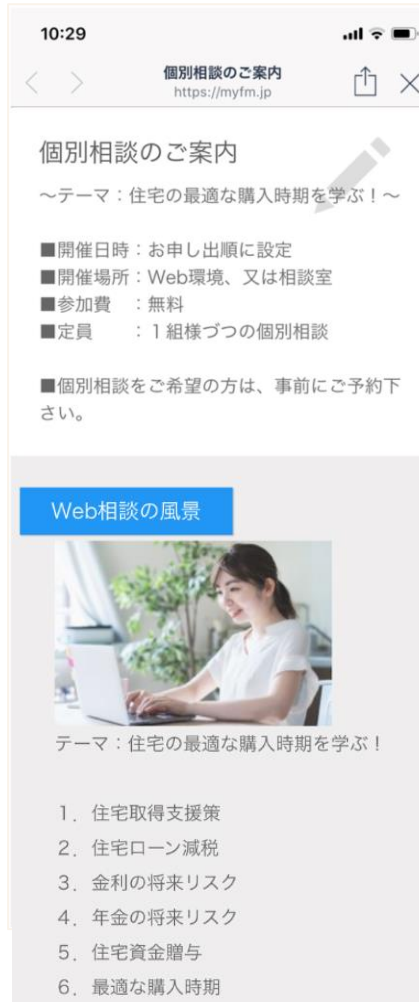 10:29
個別相談のご案内
https://myfm.jp
個別相談のご案内
～テーマ：住宅の最適な購入時期を学ぶ！～
■開催日時：お申し出順に設定
■開催場所：Web環境、又は相談室
■参加費　：無料
■定員　　：１組様づつの個別相談
■個別相談をご希望の方は、事前にご予約下
さい。
Web相談の風景
テーマ：住宅の最適な購入時期を学ぶ！
１．住宅取得支援策
２．住宅ローン減税
３．金利の将来リスク
４．年金の将来リスク
５．住宅資金贈与
６．最適な購入時期